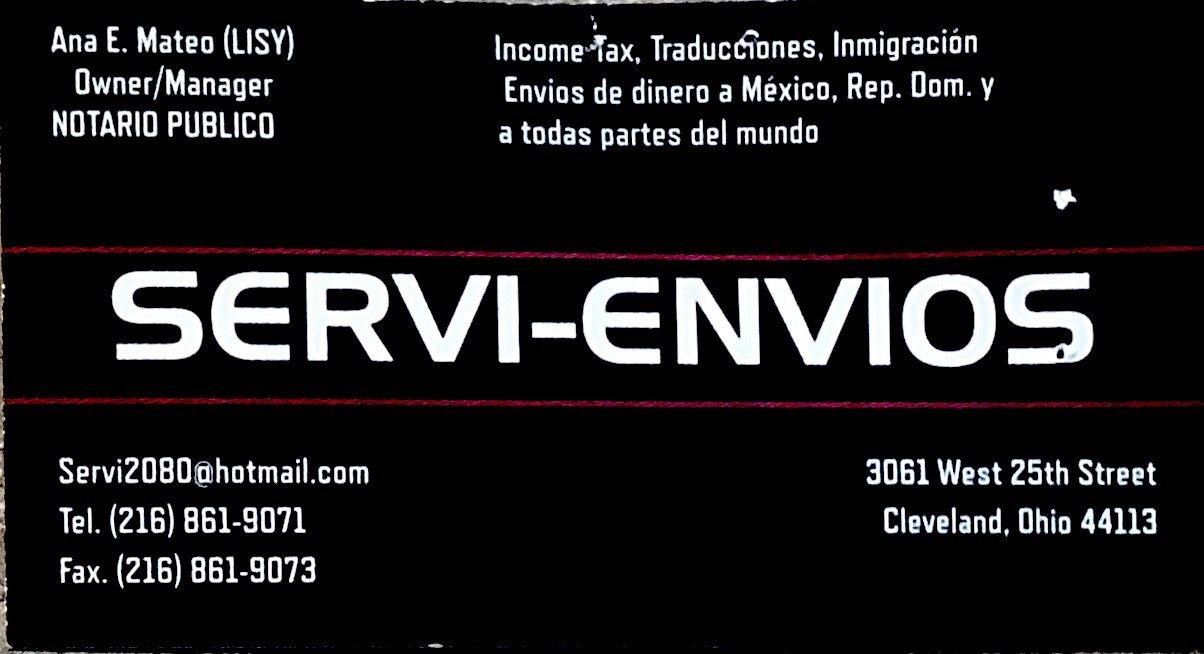 Ana E. Mateo (LISY)
Owner/Manager
NOTARIO PUBLICO
Income Tax, Traducciones, Inmigración
Envios de dinero a México, Rep. Dom. y
a todas partes del mundo
SERVI-ENVIOS
Servi2080@hotmail.com
Tel. (216) 861-9071
Fax. (216) 861-9073
3061 West 25th Street
Cleveland, Ohio 44113